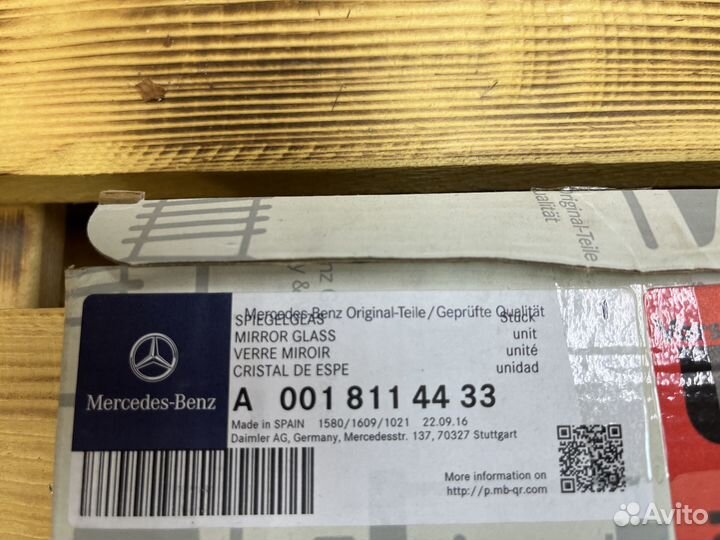 riginal-Teile
ualität
Mercedes-Benz Original-Teile/Geprüfte Qualität
SPIEGELGLAS Stück
MIRROR GLASS unit
VERRE MIROIR unité
CRISTAL DE ESPE unidad
Mercedes-Benz
A 001 811 44 33
Made in SPAIN 1580/1609/1021 22.09.16
Daimler AG, Germany, Mercedesstr. 137, 70327 Stuttgart
More information on
http://p.mb-qr.com
Avito